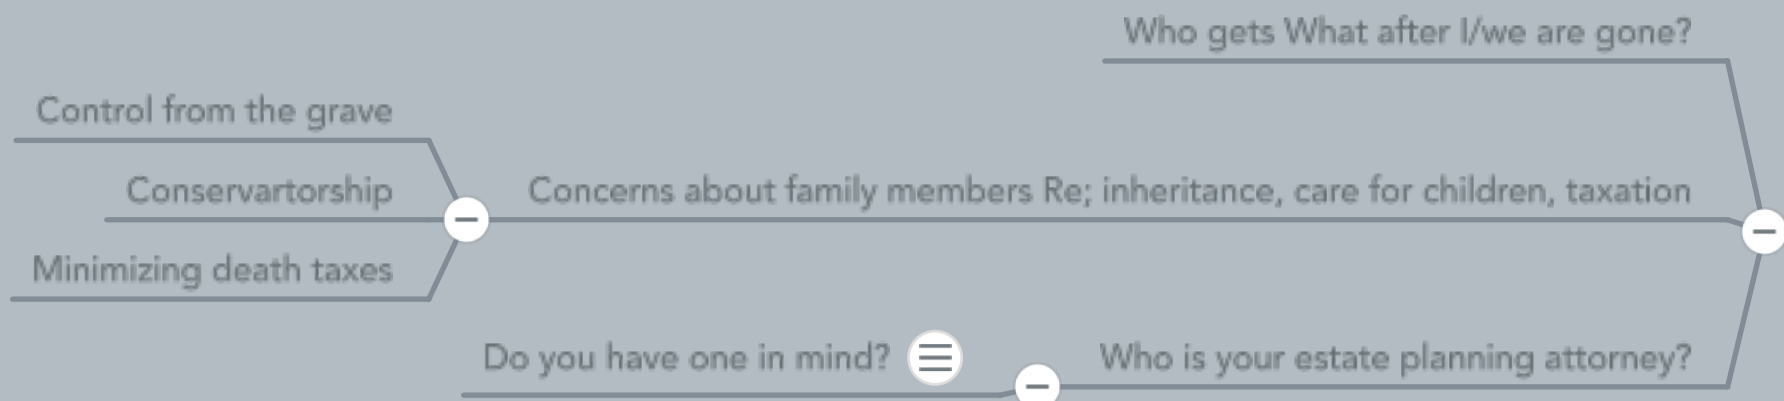 Who gets What after I/we are gone?
Control from the grave
Conservartorship
Concerns about family members Re; inheritance, care for children, taxation
Minimizing death taxes
Do you have one in mind?
Who is your estate planning attorney?